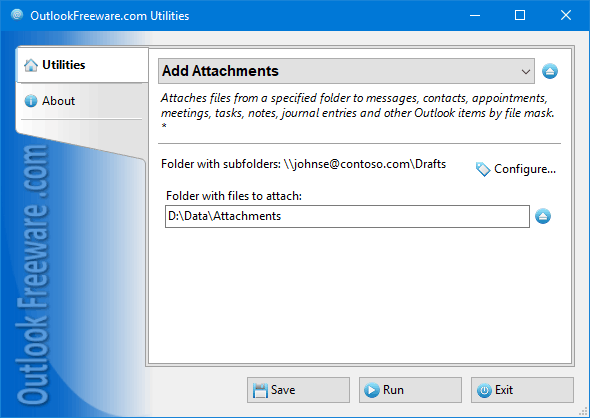 OutlookFreeware.com Utilities
Utilities
About
Add Attachments
Attaches files from a specified folder to messages, contacts, appointments,
meetings, tasks, notes, journal entries and other Outlook items by file mask.
*
Folder with subfolders: \\johnse@contoso.com\Drafts
Configure...
Folder with files to attach:
D:\Data\Attachments
Outlook Freeware .com
Save
Run
Exit